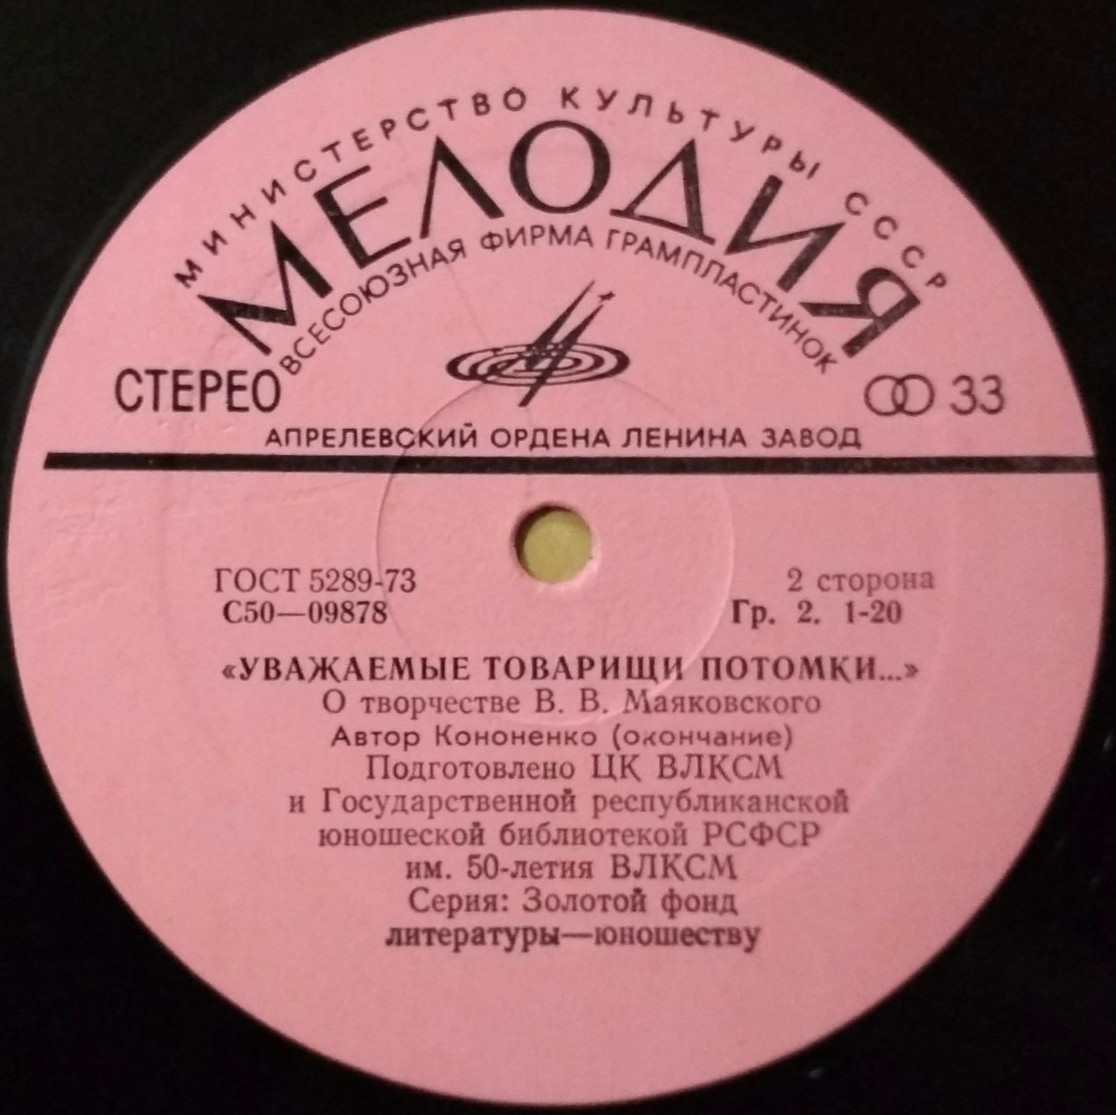 МИНИСТЕРСТВО КУЛЬТУРЫ СССР
МЕЛОДИЯ
ВСЕСОЮЗНАЯ ФИРМА ГРАМПЛАСТИНОК
СТЕРЕО
33
АПРЕЛЕВСКИЙ ОРДЕНА ЛЕНИНА ЗАВОД
ГОСТ 5289-73
2 сторона
С50—09878
Гр. 2. 1-20
«УВАЖАЕМЫЕ ТОВАРИЩИ ПОТОМКИ...»
О творчестве В. В. Маяковского
Автор Кононенко (окончание)
Подготовлено ЦК ВЛКСМ
и Государственной республиканской
юношеской библиотекой РСФСР
им. 50-летия ВЛКСМ
Серия: Золотой фонд
литературы—юношеству